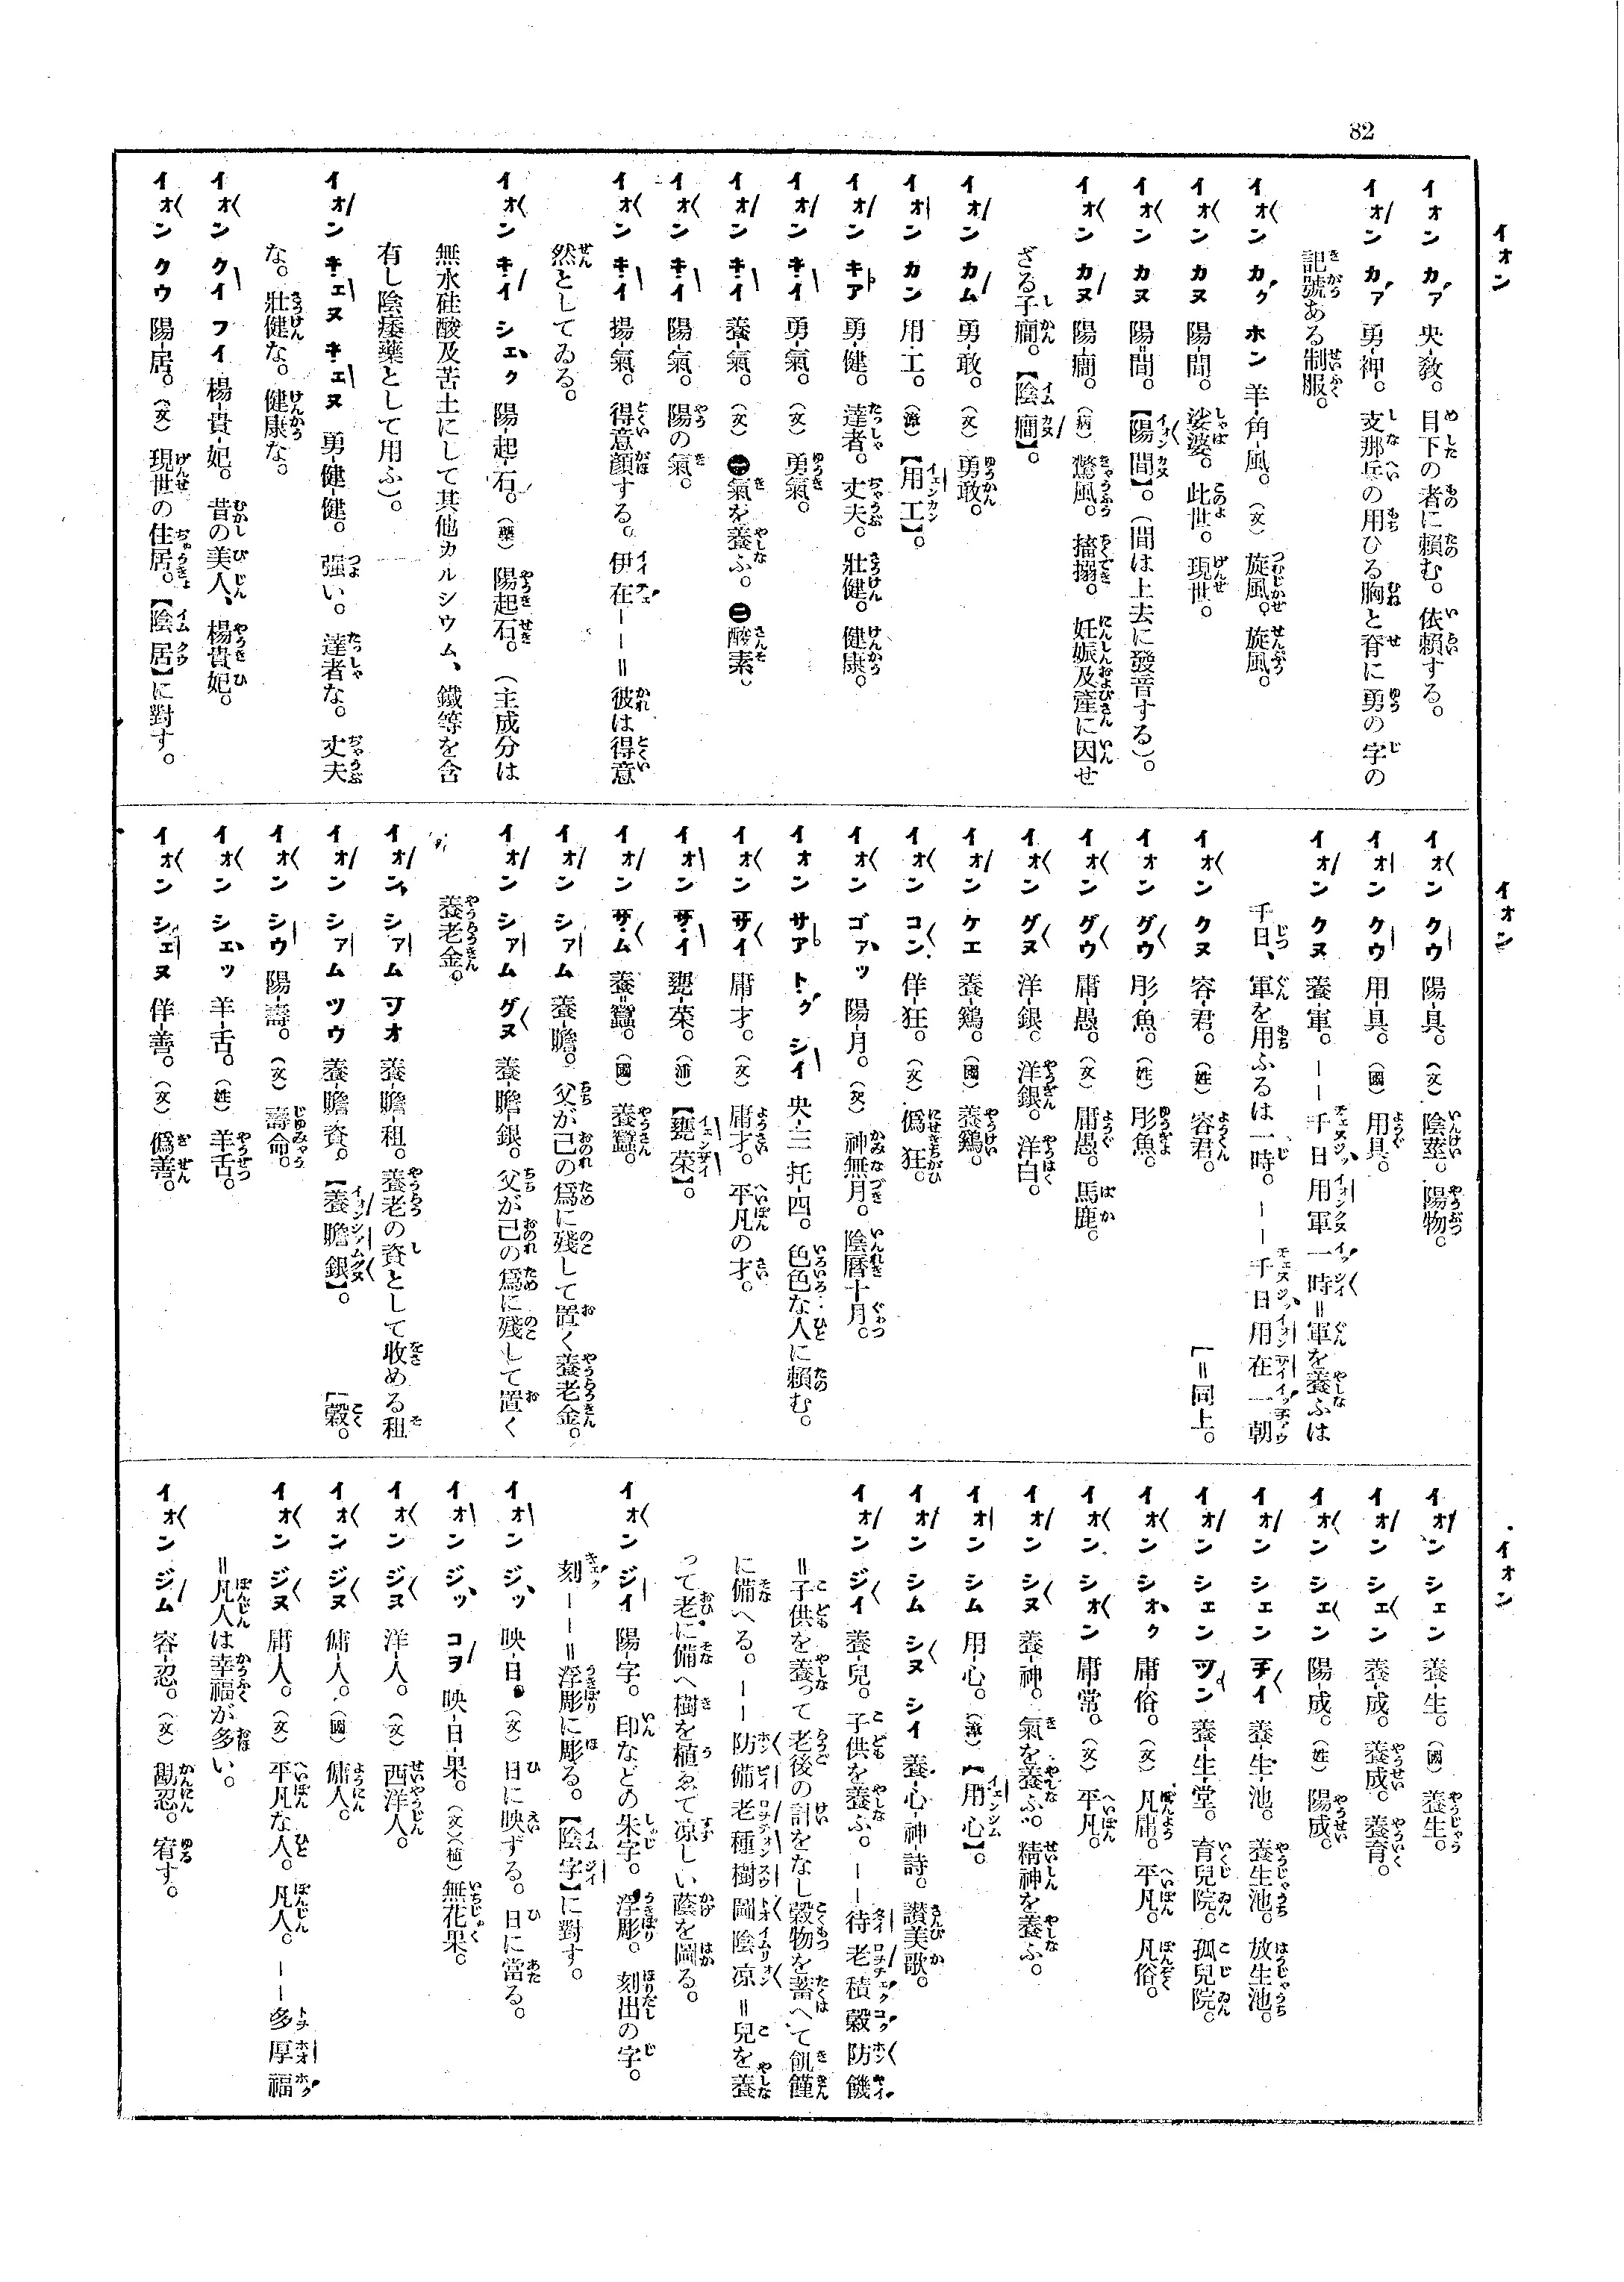 82
イオン
イオン カァ 央-敎。目下の者に賴む。依賴する。
イオン カァ 勇-䄂。支那兵の用ひる胸と脊に勇の字の
記號ある制服。
イオン カク ホン 羊-角-風。(文) 旋風。旋風。
イオン カヌ 陽-間。娑婆。此世。現世。
イオン カヌ 陽=間。【陽間】。(間は上去に發音する)。
イオン カヌ 陽-癎。(病) 驚風。搐搦。妊娠及產に因せ
ざる子癎。【陰癎】。
イオン カム 勇-敢。(文) 勇敢。
イオン カン 用-工。(漳)【用工】。
イオン キア 勇-健。達者。丈夫。壯健。健康。
イオン キイ 勇-氣。(文) 勇氣。
イオン キイ 養-氣。(文) ㊀氣を養ふ。㊁酸素。
イオン キイ 陽-氣。陽の氣。
イオン キイ 揚-氣。得意顏する。伊在——=彼は得意
然としてゐる。
イオン キイ シェク 陽-起-石。(藥) 陽起石。(主成分は
無水硅酸及苦土にして其他カルシウム、鐵等を含
有し陰痿藥として用ふ)。
イオン キェヌ キェヌ 勇-健-健。强い。達者な。丈夫
な。壯健な。健康な。
イオン クイ フイ 楊-貴-妃。昔の美人、楊貴妃。
イオン クウ 陽-居。(文) 現世の住居。【陰居】に對す。
イオン
イオン クウ 陽-具。(文) 陰莖。陽物。
イオン クウ 用-具。(國) 用具。
イオン クヌ 養-軍。——千日用軍一時=軍を養ふは
千日、軍を用ふるは一時。——千日用在一朝
[=同上。
イオン クヌ 容-君。(姓) 容君。
イオン グウ 肜-魚。(姓) 肜魚。
イオン グウ 庸-愚。(文) 庸愚。馬鹿。
イオン グヌ 洋-銀。洋銀。洋白。
イオン ケエ 養-鷄。(國) 養鷄。
イオン コン 佯-狂。(文) 僞狂。
イオン ゴァッ 陽-月。(文) 神無月。陰曆十月。
イオン サア トク シイ 央-三-托-四。色色な人に賴む。
イオン サイ 庸-才。(文) 庸才。平凡の才。
イオン サイ 甕-菜。(浦)【甕菜】。
イオン サム 養=蠶。(國) 養蠶。
イオン シァム 養-贍。父が己の爲に殘して置く養老金。
イオン シァム グヌ 養-贍-銀。父が己の爲に殘して置く
養老金。
イオン シァム ツオ 養-贍-租。養老の資として收める租
[穀。
イオン シァム ツウ 養-贍-資。【養贍銀】。
イオン シウ 陽-壽。(文) 壽命。
イオン シェッ 羊-舌。(姓) 羊舌。
イオン シェヌ 佯-善。(文) 僞善。
イオン
イオン シェン 養-生。(國) 養生。
イオン シェン 養-成。養成。養育。
イオン シェン 陽-成。(姓) 陽成。
イオン シェン チイ 養-生-池。養生池。放生池。
イオン シェン ツン 養-生-堂。育兒院。孤兒院。
イオン シオク 庸-俗。(文) 凡庸。平凡。凡俗。
イオン シオン 庸-常。(文) 平凡。
イオン シヌ 養-神。氣を養ふ。精神を養ふ。
イオン シム 用-心。(漳)【用心】。
イオン シム シヌ シイ 養-心-神-詩。讃美歌。
イオン ジイ 養-兒。子供を養ふ。——待老積穀防饑
=子供を養って老後の計をなし穀物を蓄へて飢饉
に備へる。——防備老種樹圖陰凉=兒を養
って老に備へ樹を植ゑて凉しい蔭を圖る。
イオン ジイ 陽-字。印などの朱字。浮彫。刻出の字。
刻——=浮彫に彫る。【陰字】に對す。
イオン ジッ 映-日。(文) 日に映ずる。日に當る。
イオン ジッ コヲ 映-日-果。(文)(植) 無花果。
イオン ジヌ 洋-人。(文) 西洋人。
イオン ジヌ 傭-人。(國) 傭人。
イオン ジヌ 庸-人。(文) 平凡な人。凡人。——多厚福
=凡人は幸福が多い。
イオン ジム 容-忍。(文) 勘忍。宥す。